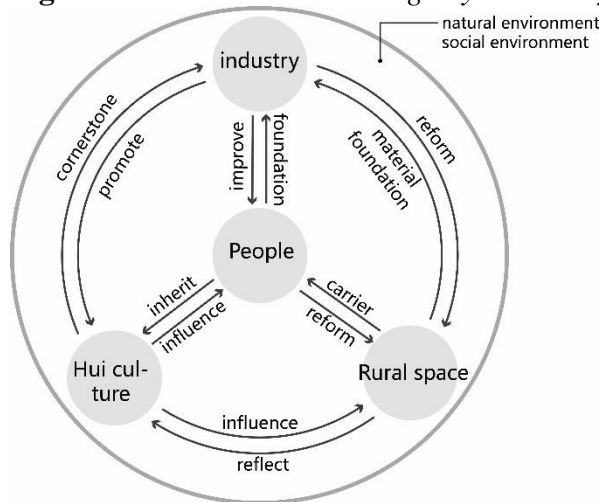 natural environment
social environment
industry
cornerstone
promote
improve
foundation
material
foundation
reform
People
inherit
influence
carrier
reform
Hui cul-
ture
Rural space
influence
reflect